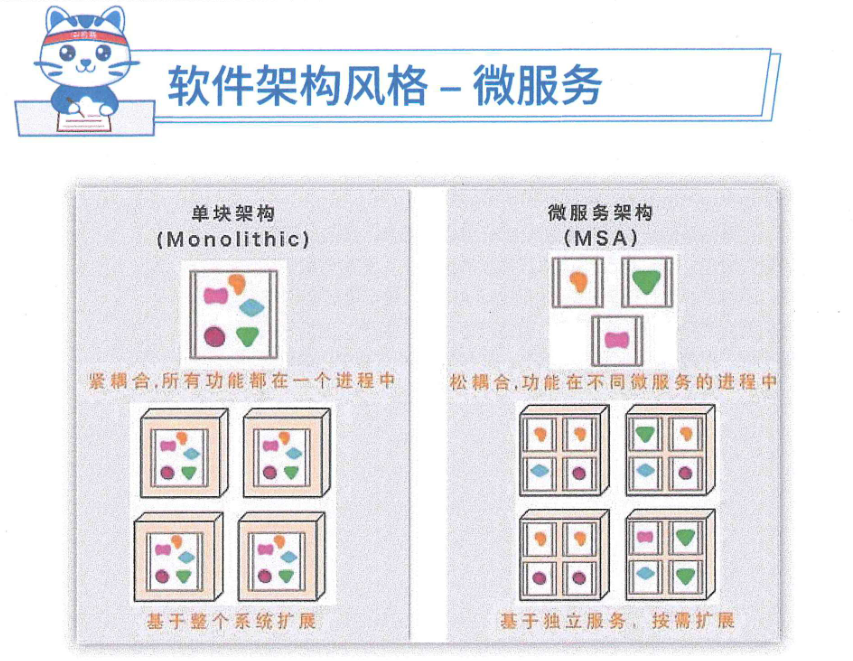 软件架构风格 – 微服务
单块架构
(Monolithic)
紧耦合,所有功能都在一个进程中
基于整个系统扩展
微服务架构
(MSA)
松耦合,功能在不同微服务的进程中
基于独立服务，按需扩展